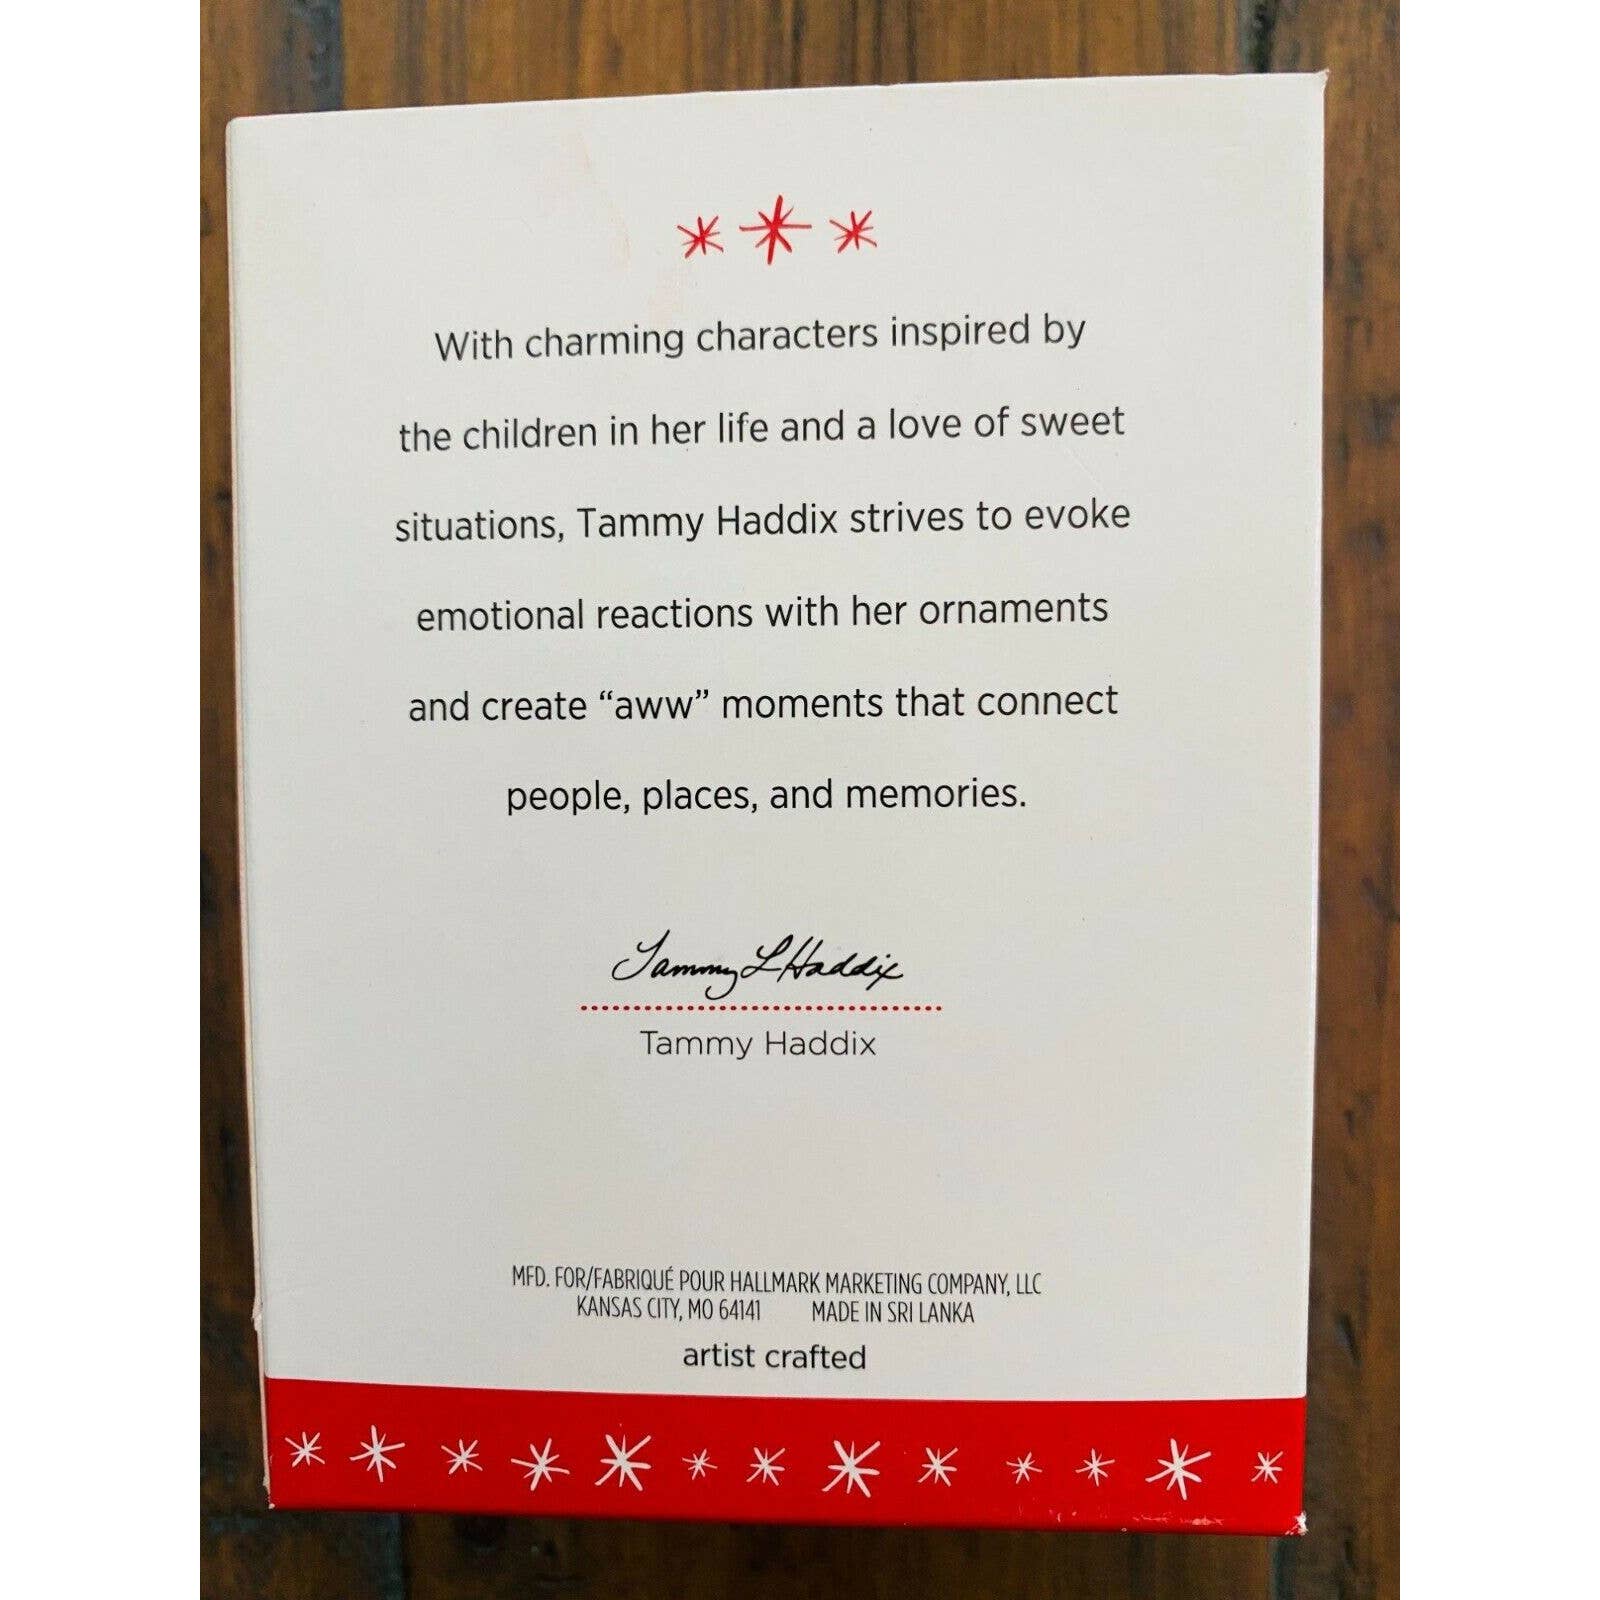 With charming characters inspired by
the children in her life and a love of sweet
situations, Tammy Haddix strives to evoke
emotional reactions with her ornaments
and create “aww” moments that connect
people, places, and memories.
Tammy L Haddix
Tammy Haddix
MFD. FOR/FABRIQUÉ POUR HALLMARK MARKETING COMPANY, LLC
KANSAS CITY, MO 64141 MADE IN SRI LANKA
artist crafted